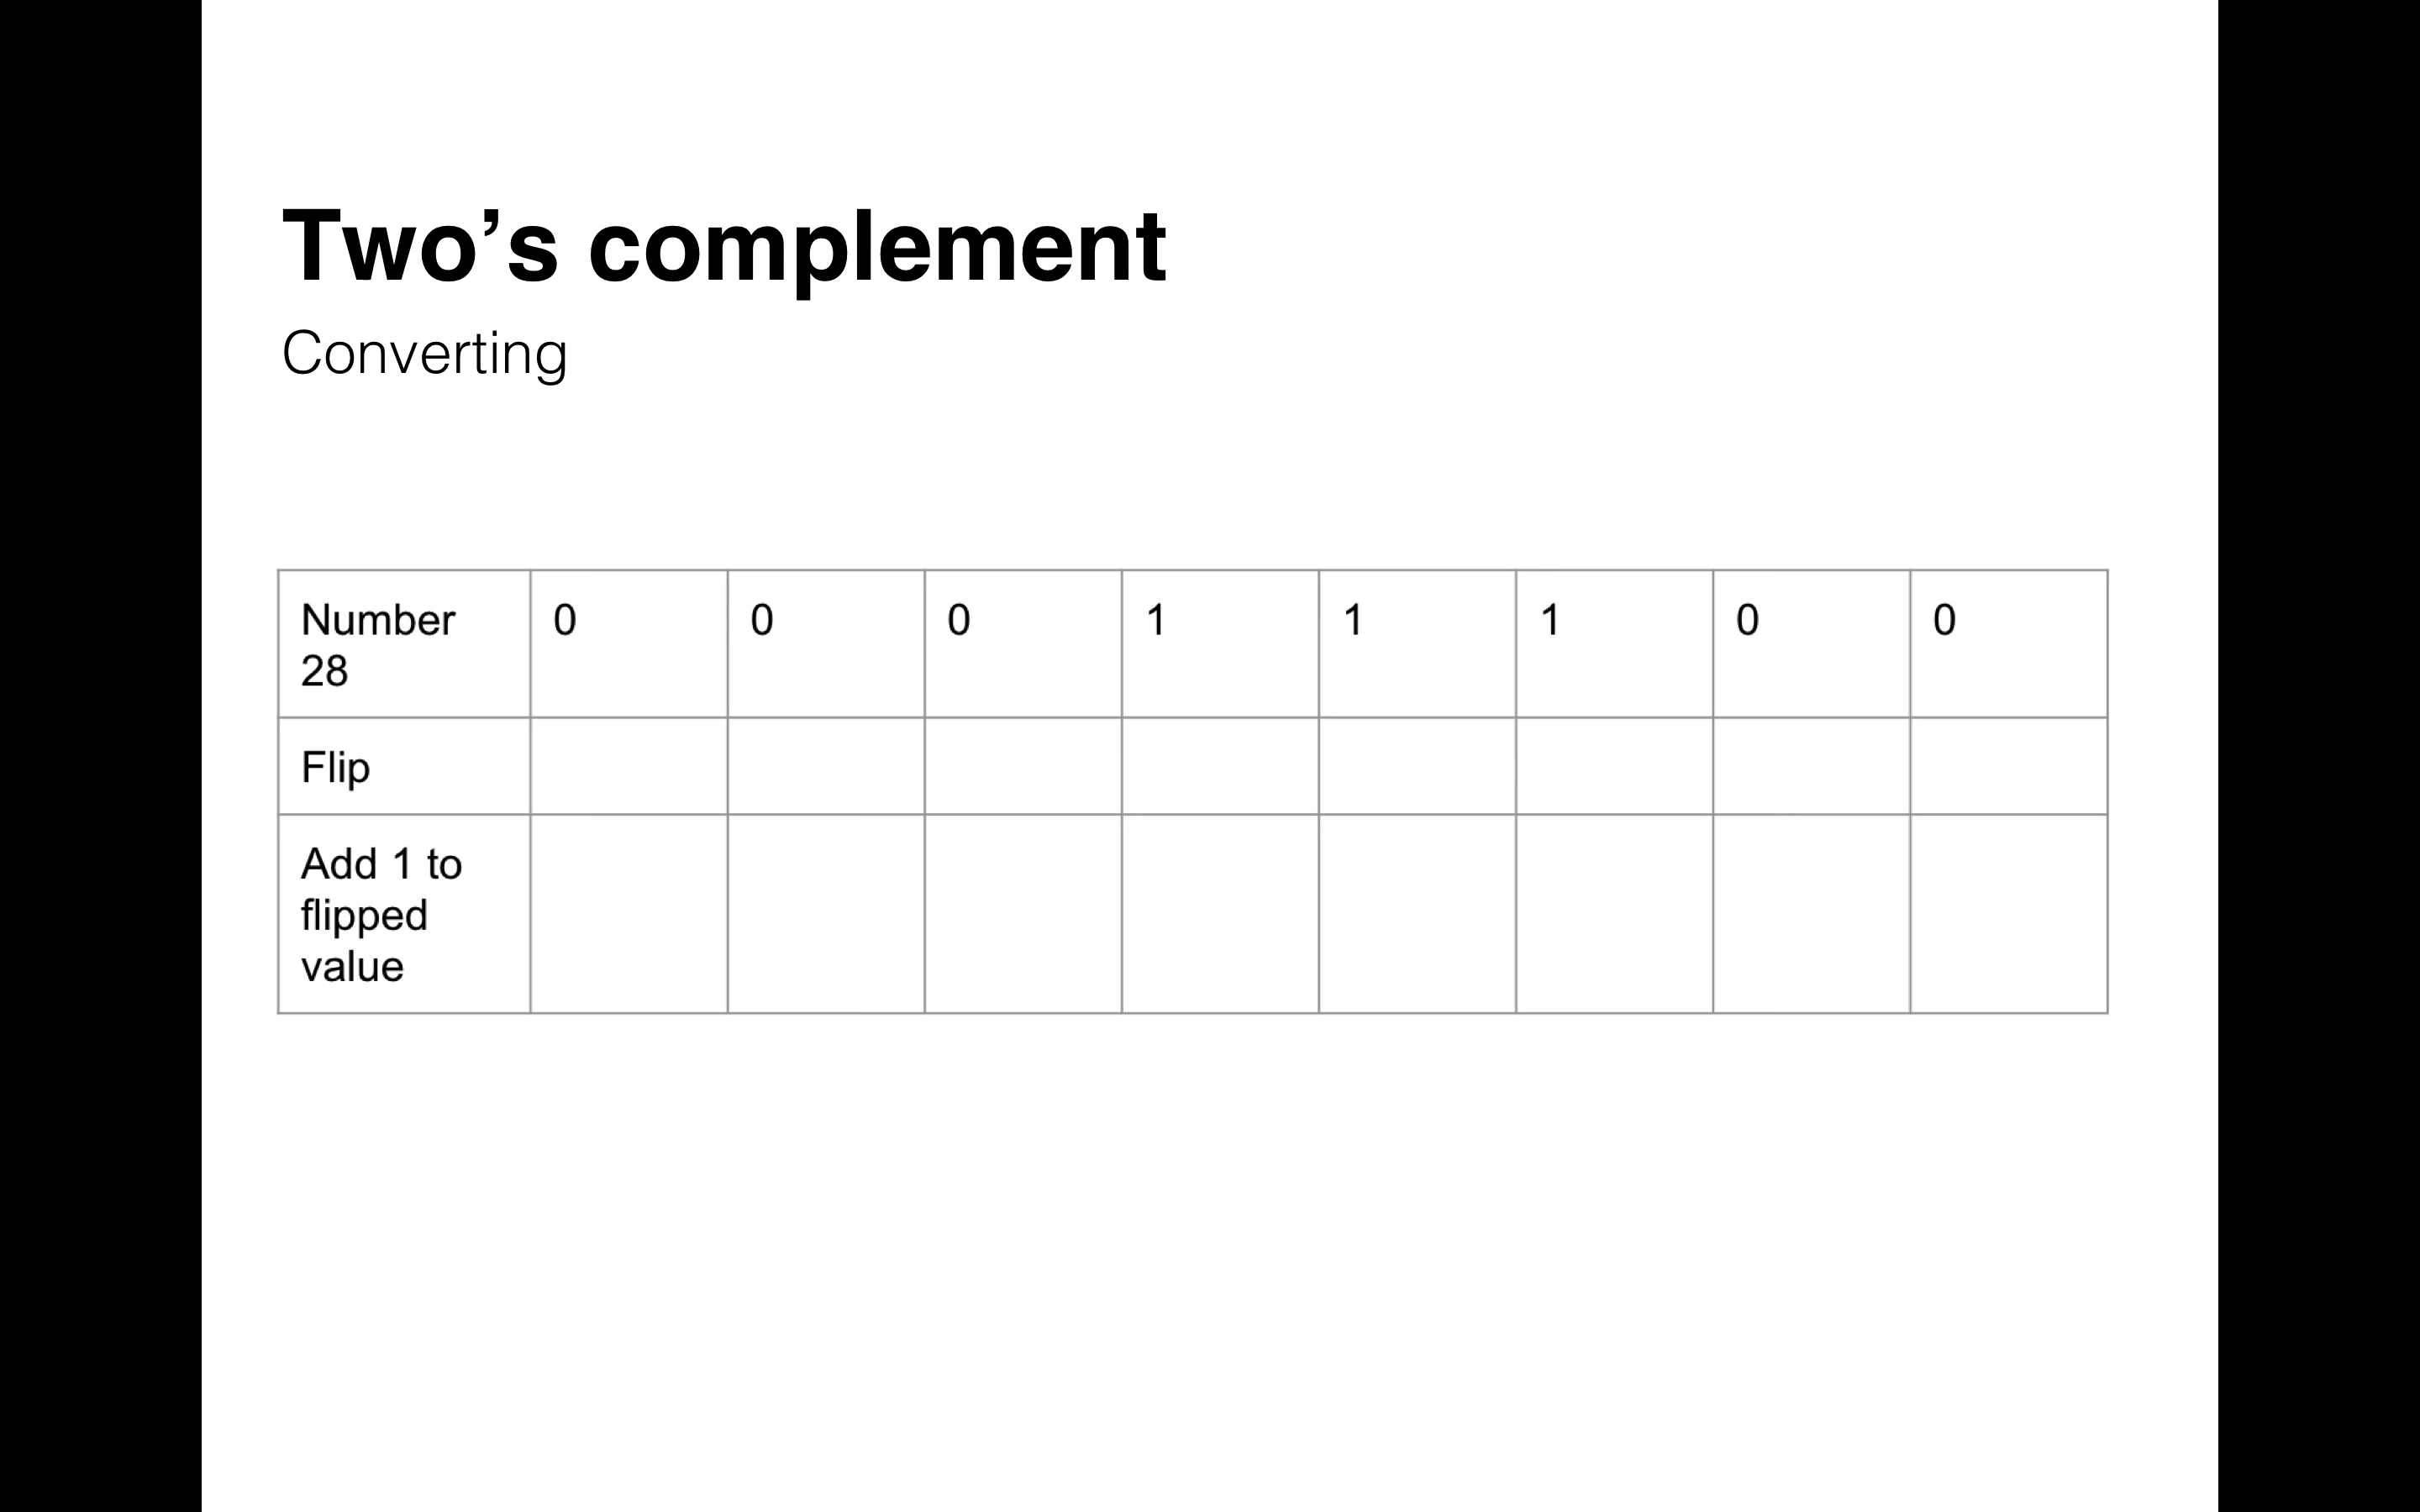 Two’s complement
Converting
Number 0 0 0 1 1 1 0 0
28
Flip
Add 1 to
flipped
value